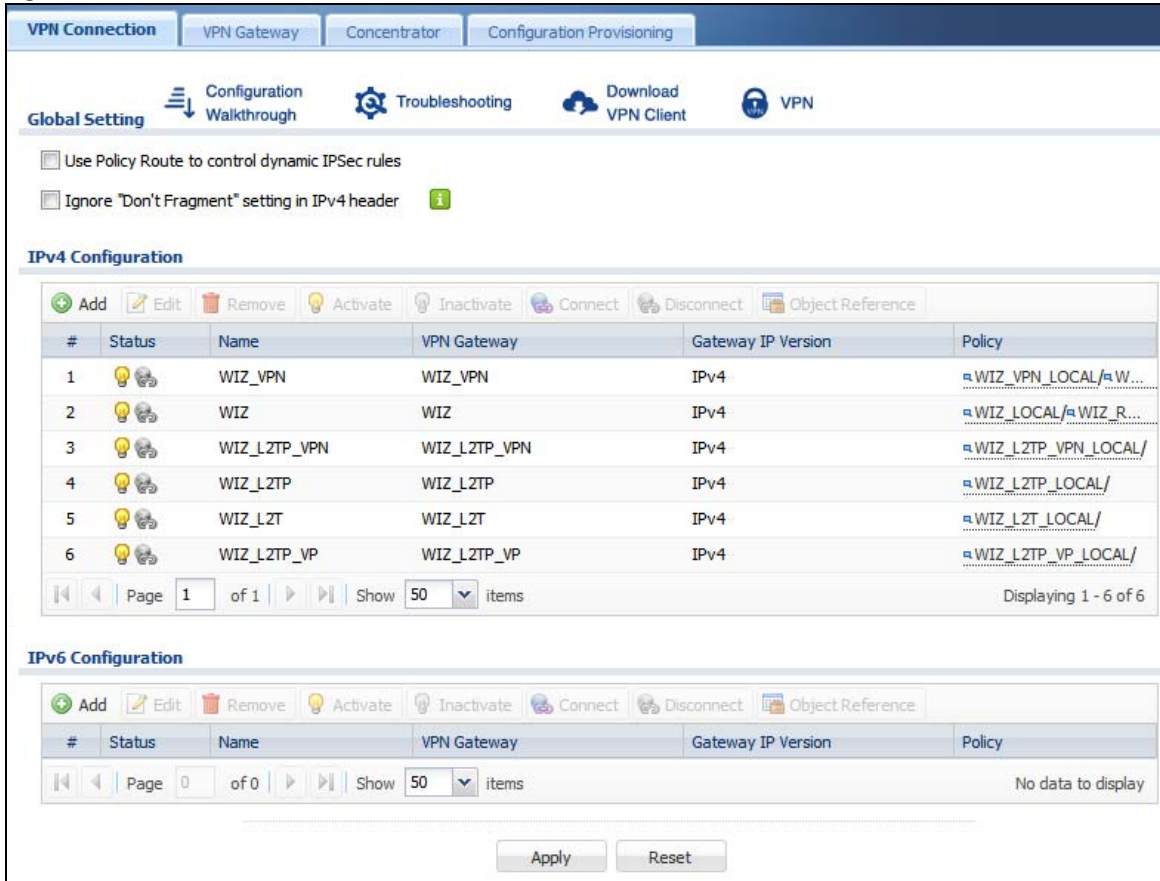 VPN Connection VPN Gateway Concentrator Configuration Provisioning
Global Setting Configuration Walkthrough Troubleshooting Download VPN Client VPN
Use Policy Route to control dynamic IPSec rules
Ignore "Don't Fragment" setting in IPv4 header i
IPv4 Configuration
Add Edit Remove Activate Inactivate Connect Disconnect Object Reference
# Status Name VPN Gateway Gateway IP Version Policy
1 WIZ_VPN WIZ_VPN IPv4 WIZ_VPN_LOCAL/W...
2 WIZ WIZ IPv4 WIZ_LOCAL/WIZ_R...
3 WIZ_L2TP_VPN WIZ_L2TP_VPN IPv4 WIZ_L2TP_VPN_LOCAL/
4 WIZ_L2TP WIZ_L2TP IPv4 WIZ_L2TP_LOCAL/
5 WIZ_L2T WIZ_L2T IPv4 WIZ_L2T_LOCAL/
6 WIZ_L2TP_VP WIZ_L2TP_VP IPv4 WIZ_L2TP_VP_LOCAL/
Page 1 of 1 Show 50 items Displaying 1 - 6 of 6
IPv6 Configuration
Add Edit Remove Activate Inactivate Connect Disconnect Object Reference
# Status Name VPN Gateway Gateway IP Version Policy
Page 0 of 0 Show 50 items No data to display
Apply Reset